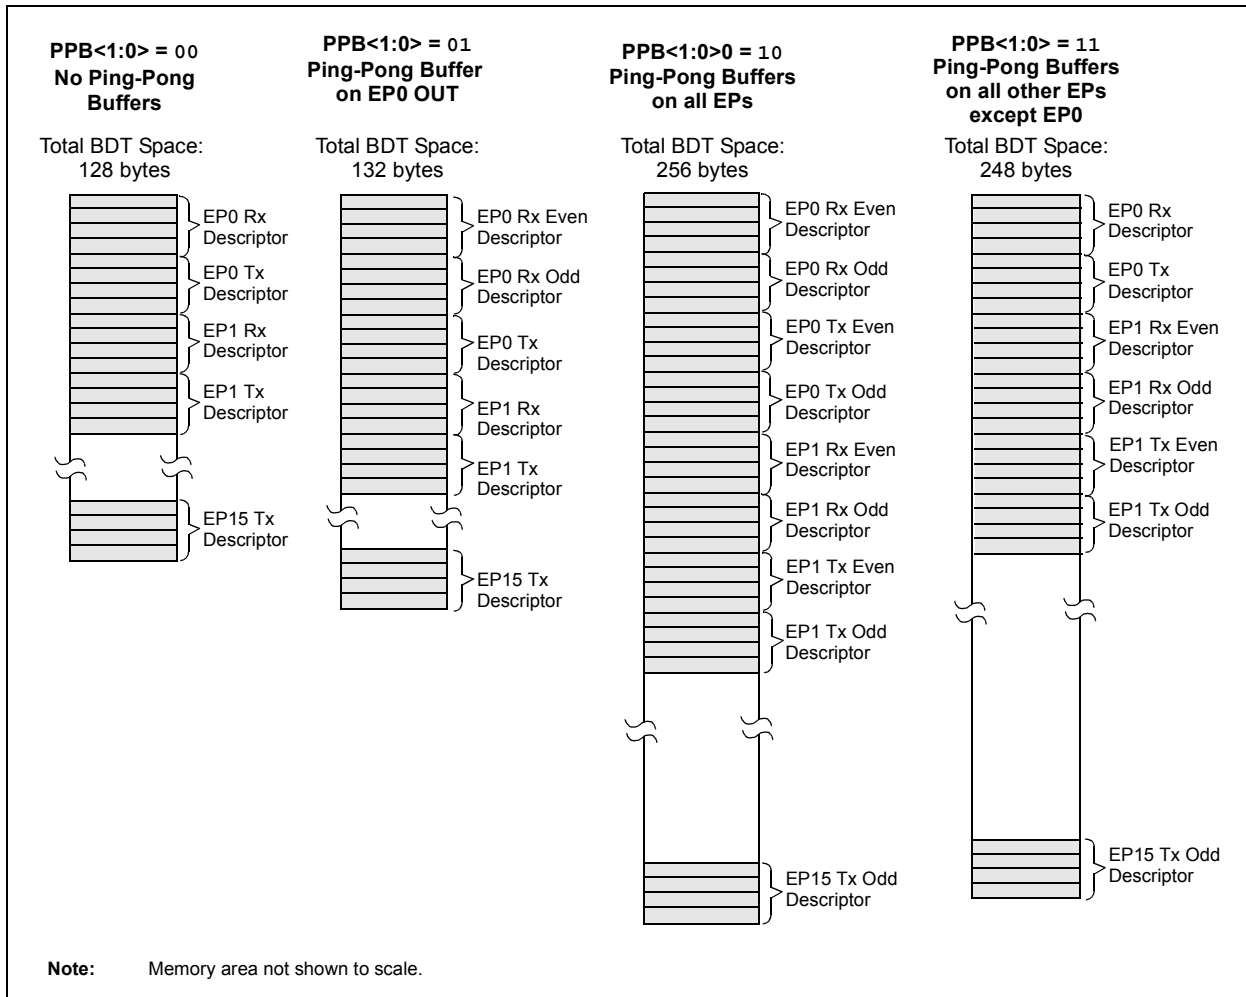 PPB<1:0> = 00
No Ping-Pong
Buffers
Total BDT Space:
128 bytes
EP0 Rx
Descriptor
EP0 Tx
Descriptor
EP1 Rx
Descriptor
EP1 Tx
Descriptor
EP15 Tx
Descriptor
PPB<1:0> = 01
Ping-Pong Buffer
on EP0 OUT
Total BDT Space:
132 bytes
EP0 Rx Even
Descriptor
EP0 Rx Odd
Descriptor
EP0 Tx
Descriptor
EP1 Rx
Descriptor
EP1 Tx
Descriptor
EP15 Tx
Descriptor
PPB<1:0>0 = 10
Ping-Pong Buffers
on all EPs
Total BDT Space:
256 bytes
EP0 Rx Even
Descriptor
EP0 Rx Odd
Descriptor
EP0 Tx Even
Descriptor
EP0 Tx Odd
Descriptor
EP1 Rx Even
Descriptor
EP1 Rx Odd
Descriptor
EP1 Tx Even
Descriptor
EP1 Tx Odd
Descriptor
EP15 Tx Odd
Descriptor
PPB<1:0> = 11
Ping-Pong Buffers
on all other EPs
except EP0
Total BDT Space:
248 bytes
EP0 Rx
Descriptor
EP0 Tx
Descriptor
EP1 Rx Even
Descriptor
EP1 Rx Odd
Descriptor
EP1 Tx Even
Descriptor
EP1 Tx Odd
Descriptor
EP15 Tx Odd
Descriptor
Note: Memory area not shown to scale.